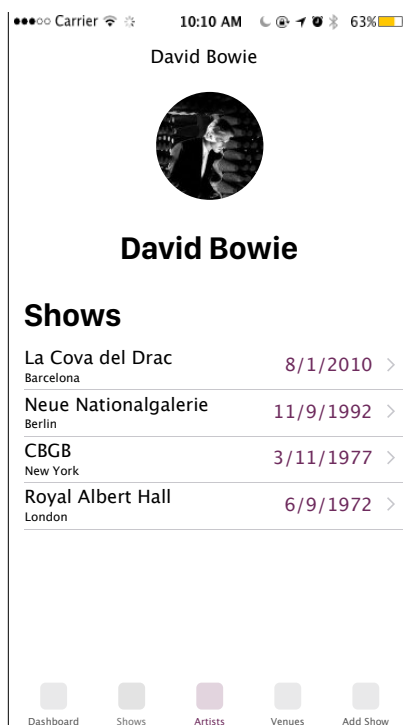 Carrier 10:10 AM 63%
David Bowie
David Bowie
Shows
La Cova del Drac 8/1/2010
Barcelona
Neue Nationalgalerie 11/9/1992
Berlin
CBGB 3/11/1977
New York
Royal Albert Hall 6/9/1972
London
Dashboard Shows Artists Venues Add Show